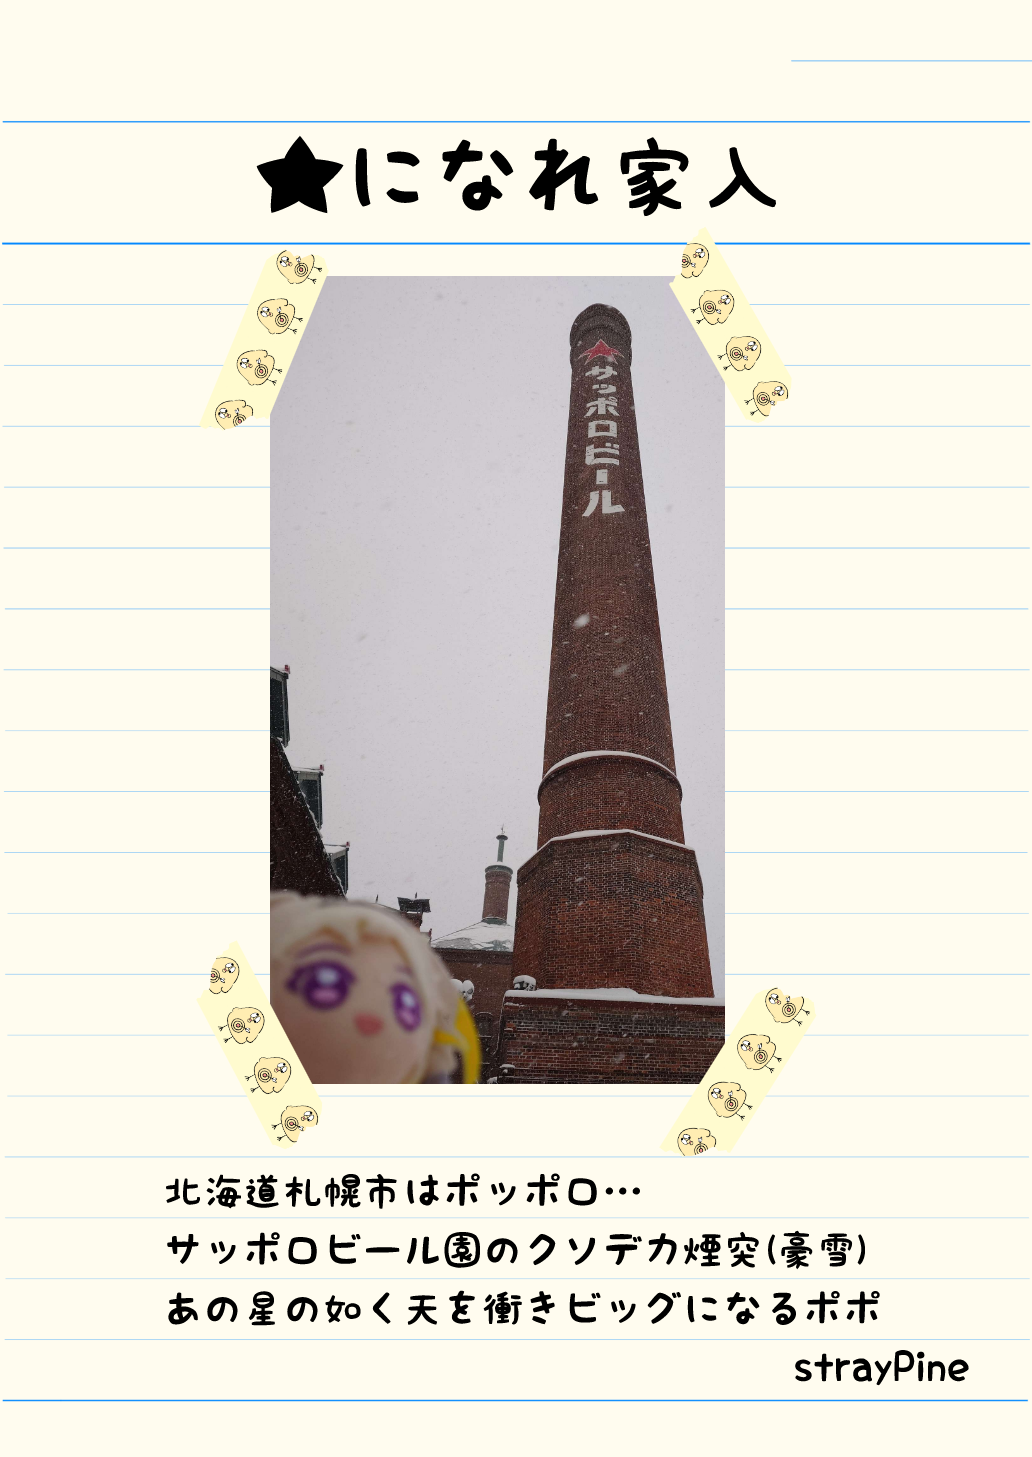 ★になれ家入
★サッポロビール
北海道札幌市はポッポロ…
サッポロビール園のクソデカ煙突(豪雪)
あの星の如く天を衝きビッグになるポポ
strayPine